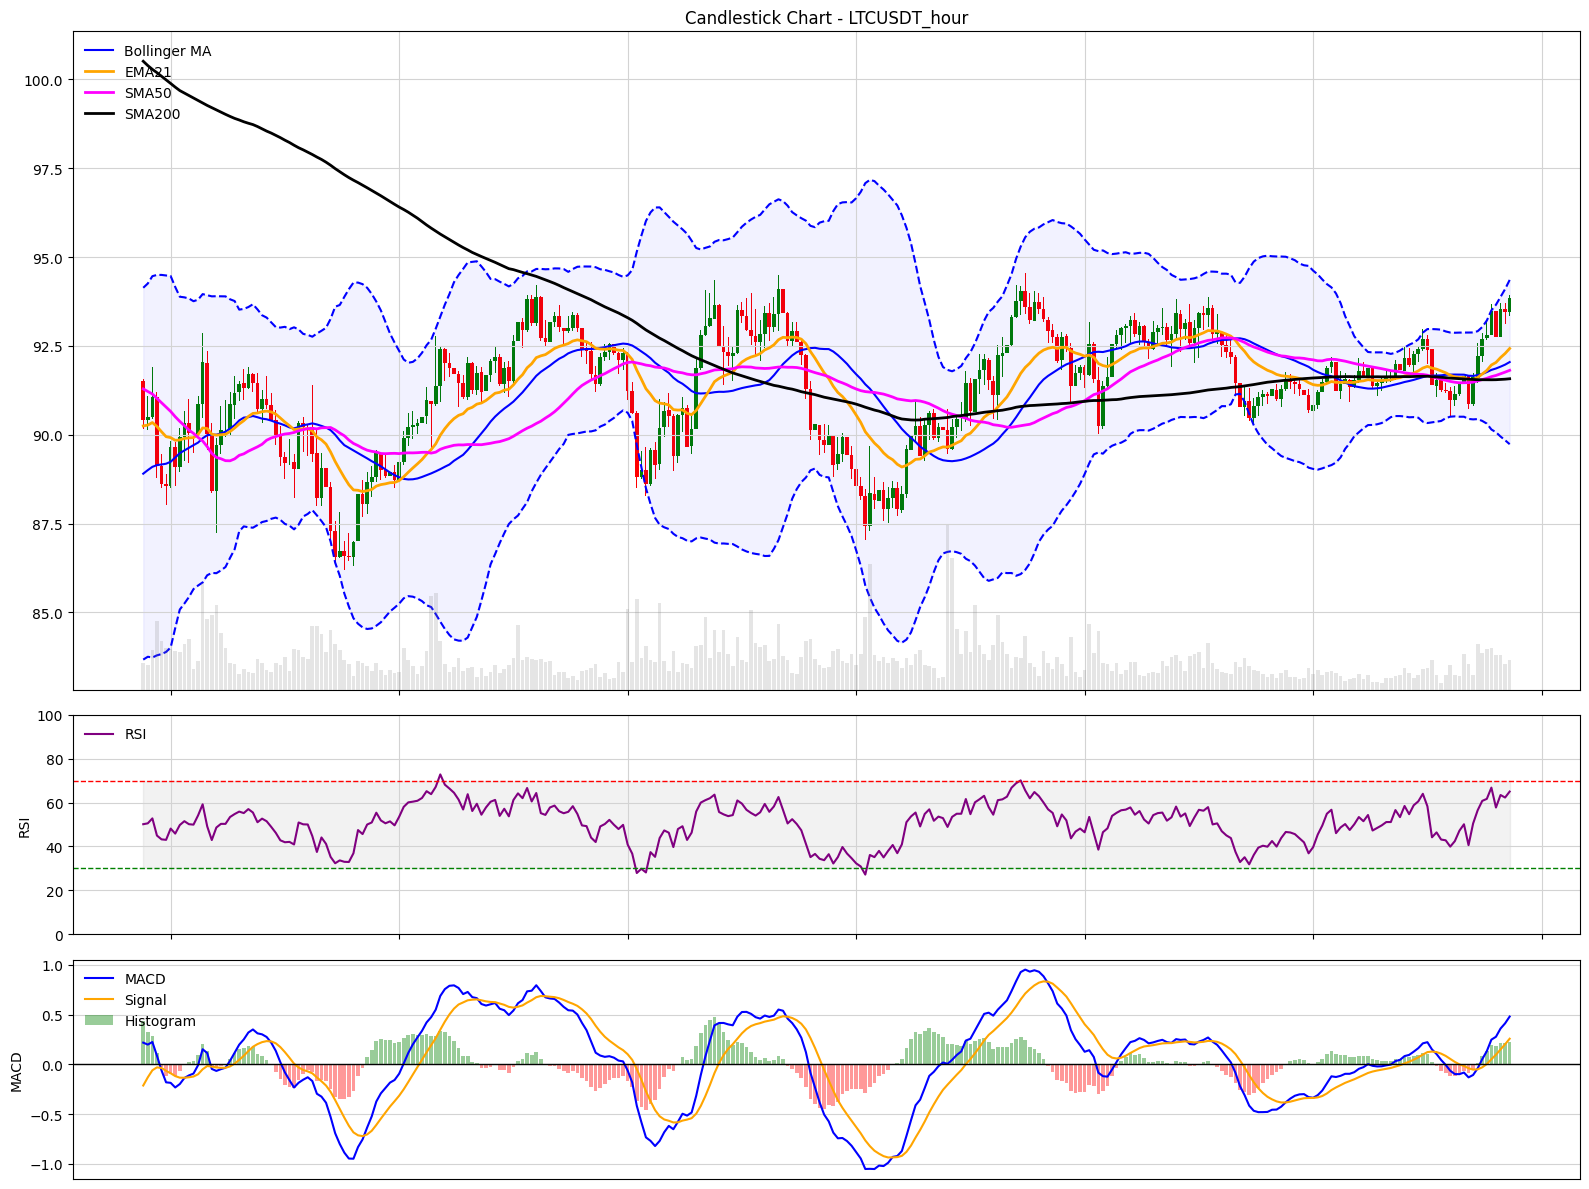 Candlestick Chart - LTCUSDT_hour
Bollinger MA
EMA21
SMA50
SMA200
100.0
97.5
95.0
92.5
90.0
87.5
85.0
RSI
RSI
100
80
60
40
20
0
MACD
Signal
Histogram
MACD
1.0
0.5
0.0
−0.5
−1.0